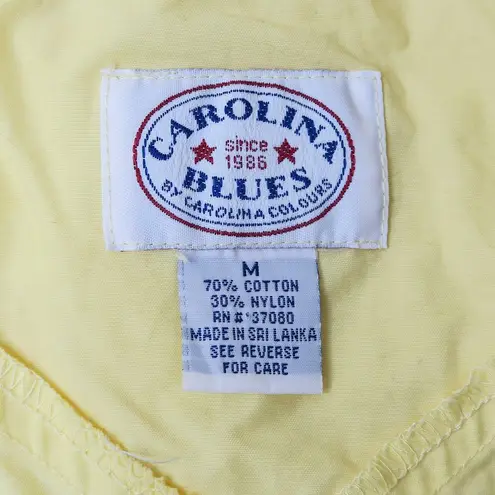 CAROLINA
since
1986
BLUES
BY CAROLINA COLOURS
M
70% COTTON
30% NYLON
RN # 37080
MADE IN SRI LANKA
SEE REVERSE
FOR CARE